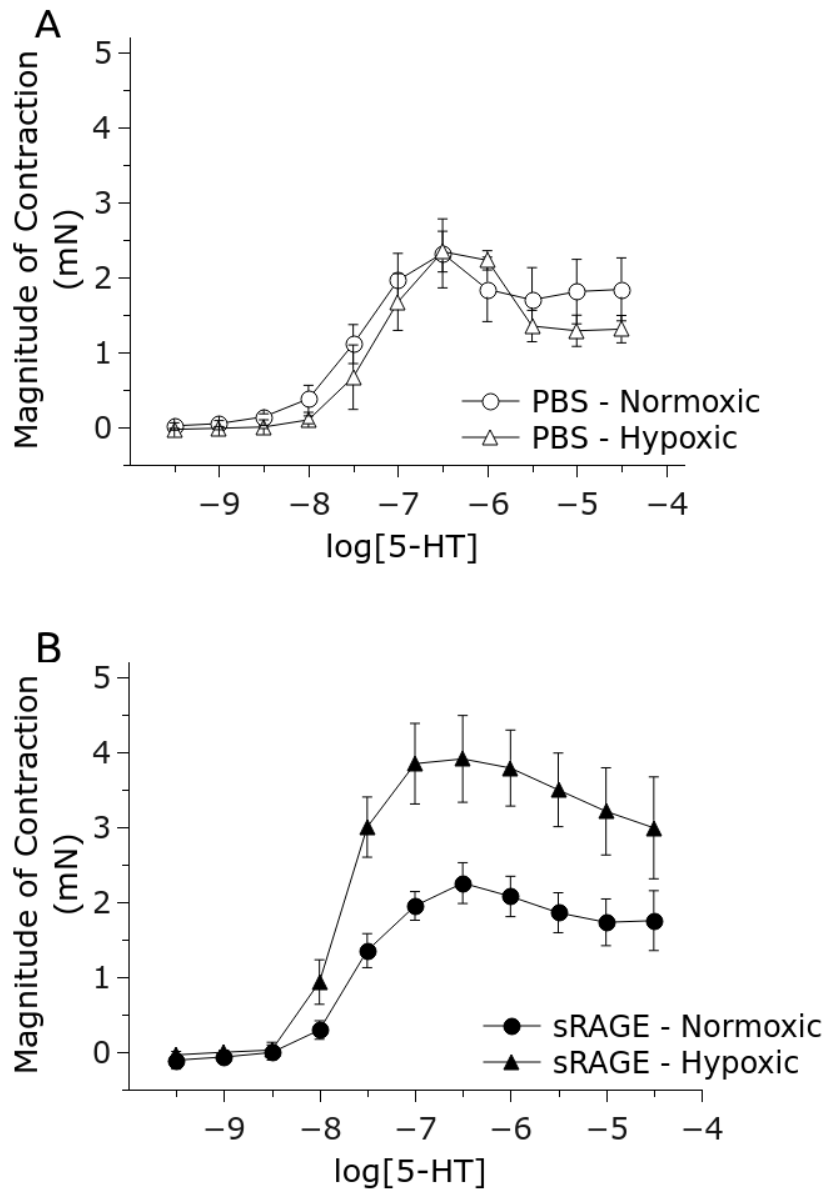 A
Magnitude of Contraction
(mN)
5
4
3
2
1
0
PBS - Normoxic
PBS - Hypoxic
−9 −8 −7 −6 −5 −4
log[5-HT]
B
Magnitude of Contraction
(mN)
5
4
3
2
1
0
sRAGE - Normoxic
sRAGE - Hypoxic
−9 −8 −7 −6 −5 −4
log[5-HT]